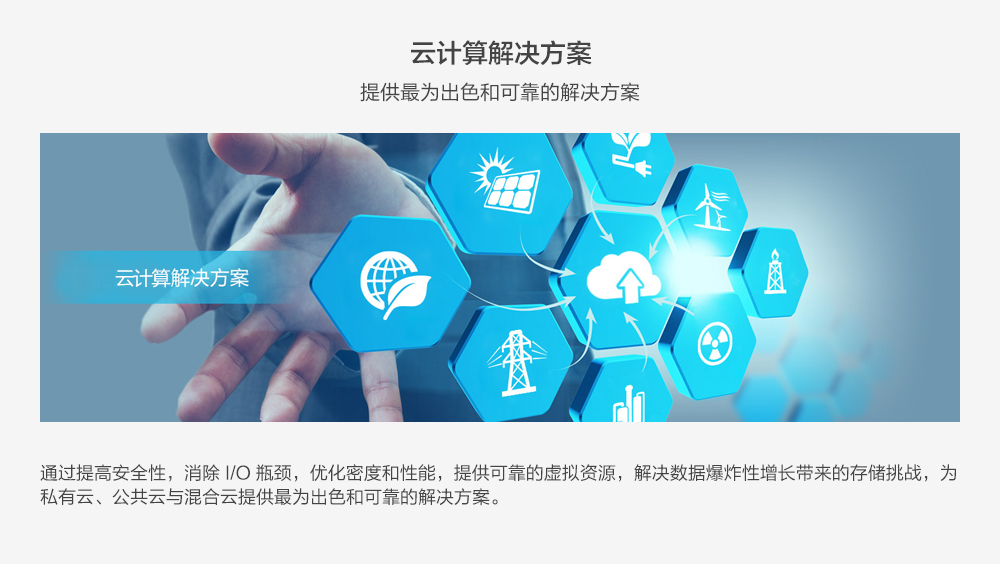 云计算解决方案
提供最为出色和可靠的解决方案
云计算解决方案
通过提高安全性，消除 I/O 瓶颈，优化密度和性能，提供可靠的虚拟资源，解决数据爆炸性增长带来的存储挑战，为
私有云、公共云与混合云提供最为出色和可靠的解决方案。